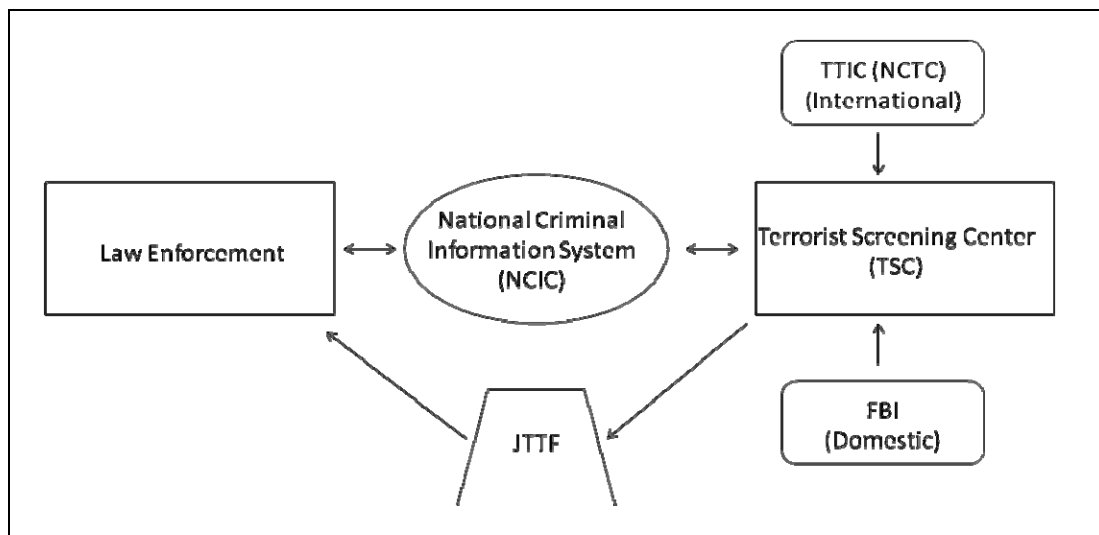 TTIC (NCTC)
(International)
Law Enforcement
National Criminal
Information System
(NCIC)
Terrorist Screening Center
(TSC)
JTTF
FBI
(Domestic)